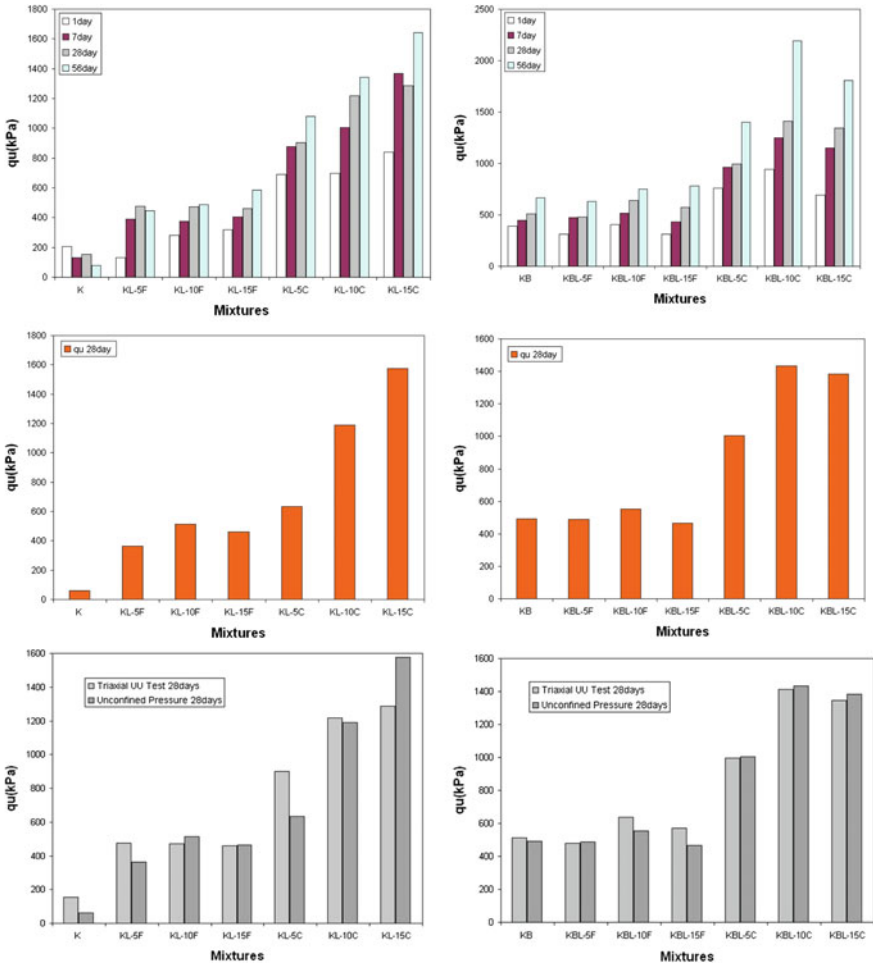 1800
1600
1400
1200
1000
800
600
400
200
0
qu(kPa)
1day
7day
28day
56day
K KL-5F KL-10F KL-15F KL-5C KL-10C KL-15C
Mixtures
2500
2000
1500
1000
500
0
qu(kPa)
1day
7day
28day
56day
KB KBL-5F KBL-10F KBL-15F KBL-5C KBL-10C KBL-15C
Mixtures
1800
1600
1400
1200
1000
800
600
400
200
0
qu(kPa)
qu 28day
K KL-5F KL-10F KL-15F KL-5C KL-10C KL-15C
Mixtures
1600
1400
1200
1000
800
600
400
200
0
qu(kPa)
qu 28day
KB KBL-5F KBL-10F KBL-15F KBL-5C KBL-10C KBL-15C
Mixtures
1600
1400
1200
1000
800
600
400
200
0
qu(kPa)
Triaxial UU Test 28days
Unconfined Pressure 28days
K KL-5F KL-10F KL-15F KL-5C KL-10C KL-15C
Mixtures
1600
1400
1200
1000
800
600
400
200
0
qu(kPa)
Triaxial UU Test 28days
Unconfined Pressure 28days
KB KBL-5F KBL-10F KBL-15F KBL-5C KBL-10C KBL-15C
Mixtures